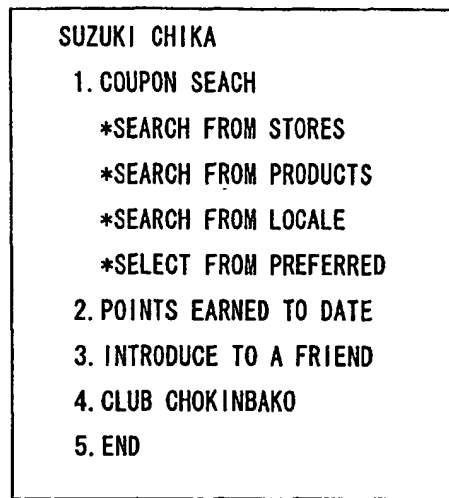 SUZUKI CHIKA
1. COUPON SEACH
*SEARCH FROM STORES
*SEARCH FROM PRODUCTS
*SEARCH FROM LOCALE
*SELECT FROM PREFERRED
2. POINTS EARNED TO DATE
3. INTRODUCE TO A FRIEND
4. CLUB CHOKINBAKO
5. END